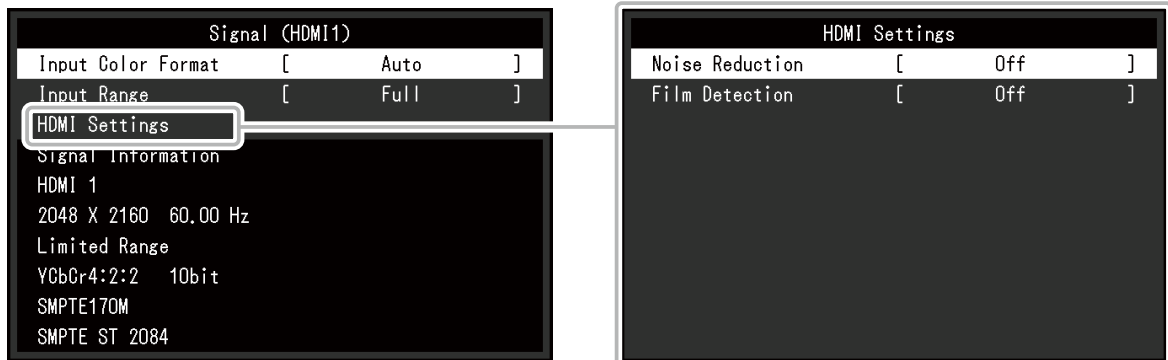 Signal (HDMI1)
Input Color Format [ Auto ]
Input Range [ Full ]
HDMI Settings
Signal Information
HDMI 1
2048 X 2160 60.00 Hz
Limited Range
YCbCr4:2:2 10bit
SMPTE170M
SMPTE ST 2084
HDMI Settings
Noise Reduction [ Off ]
Film Detection [ Off ]